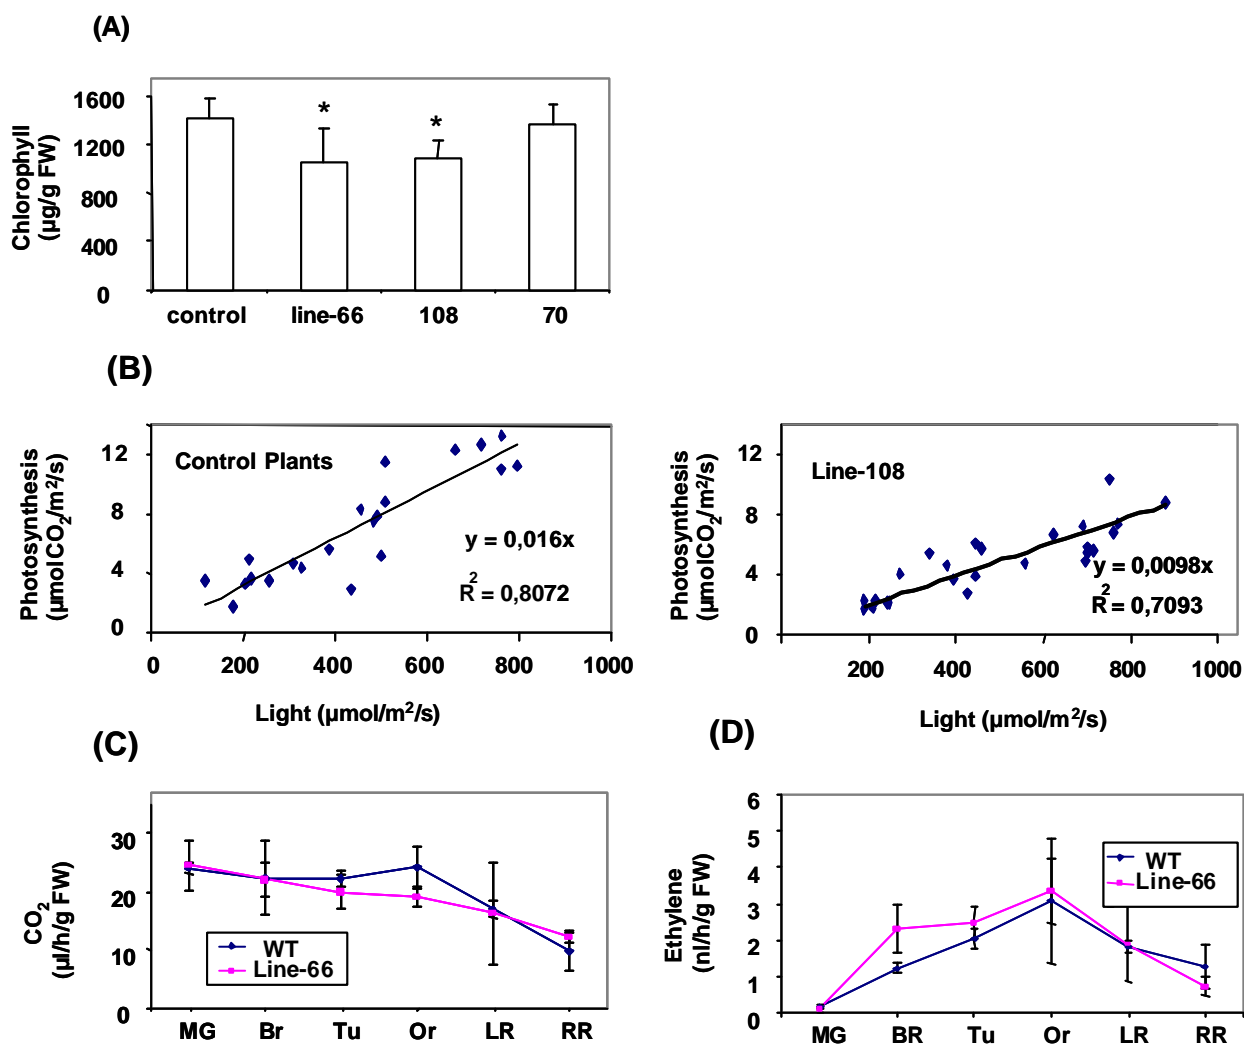 (A)
Chlorophyll
(µg/g FW)
1600
1200
800
400
0
*
*
control
line-66
108
70
(B)
Photosynthesis
(µmolCO2/m2/s)
12
8
4
0
Control Plants
y = 0,016x
R2 = 0,8072
0
200
400
600
800
1000
Light (µmol/m2/s)
Photosynthesis
(µmolCO2/m2/s)
12
8
4
0
Line-108
y = 0,0098x
R2 = 0,7093
200
400
600
800
1000
Light (µmol/m2/s)
(C)
CO2
(µl/h/g FW)
30
20
10
0
WT
Line-66
MG
Br
Tu
Or
LR
RR
(D)
Ethylene
(nl/h/g FW)
6
5
4
3
2
1
0
WT
Line-66
MG
BR
Tu
Or
LR
RR